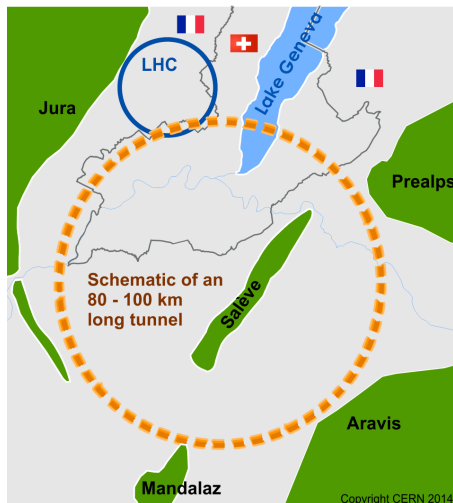 LHC
Lake Geneva
Jura
Prealps
Schematic of an
80 - 100 km
long tunnel
Salève
Aravis
Mandalaz
Copyright CERN 2014